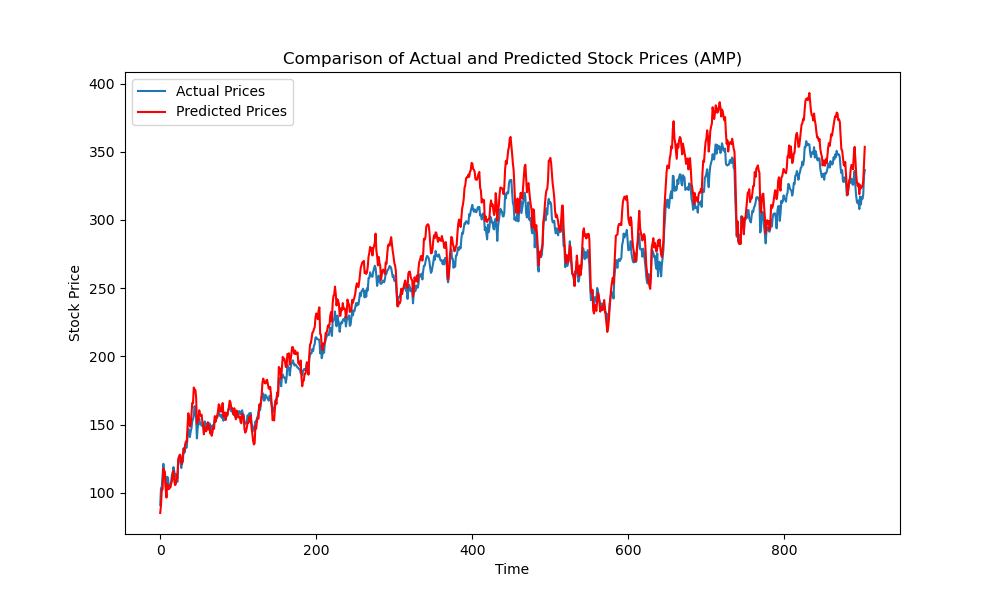 Comparison of Actual and Predicted Stock Prices (AMP)
Actual Prices
Predicted Prices
Stock Price
400
350
300
250
200
150
100
0 200 400 600 800
Time